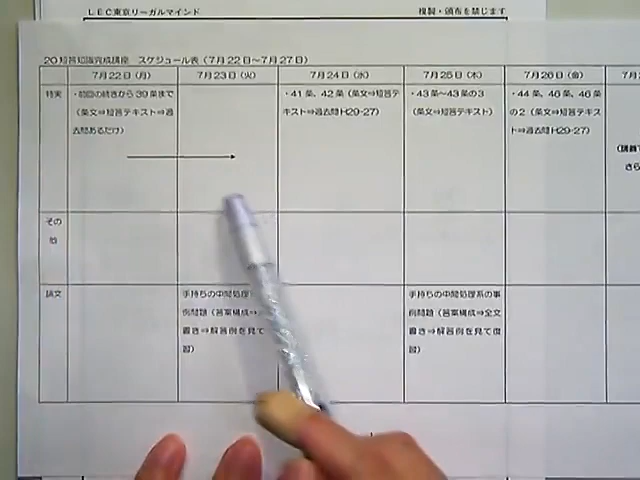 LEC東京リーガルマインド 複製・頒布を禁じます
20短答知識完成講座 スケジュール表（7月22日～7月27日）
7月22日（月） 7月23日（火） 7月24日（水） 7月25日（木） 7月26日（金） 7月2
特実 ・前回の続きから39条まで ・41条、42条（条文⇒短答テ ・43条～43条の3 ・44条、46条、46条
（条文⇒短答テキスト⇒過 キスト⇒過去問H29-27） （条文⇒短答テキスト） の2（条文⇒短答テキス
去問あるだけ） ト⇒過去問H29-27）
（講義で
さら
その
他
論文 手持ちの中間処理 手持ちの中間処理系の事
例問題（答案構成⇒ 例問題（答案構成⇒全文
書き⇒解答例を見て 書き⇒解答例を見て復
習） 習）